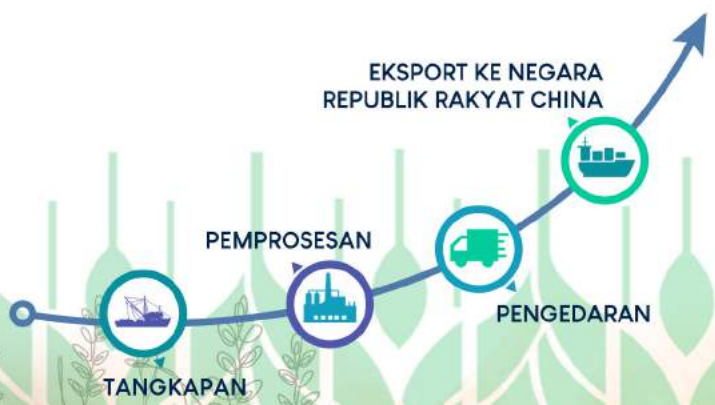 EKSPORT KE NEGARA
REPUBLIK RAKYAT CHINA
PEMPROSESAN
PENGEDARAN
TANGKAPAN